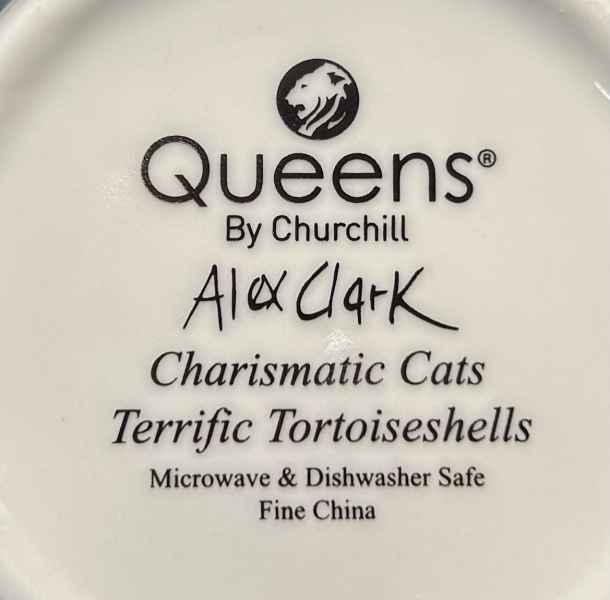 Queens®
By Churchill
Alex Clark
Charismatic Cats
Terrific Tortoiseshells
Microwave & Dishwasher Safe
Fine China